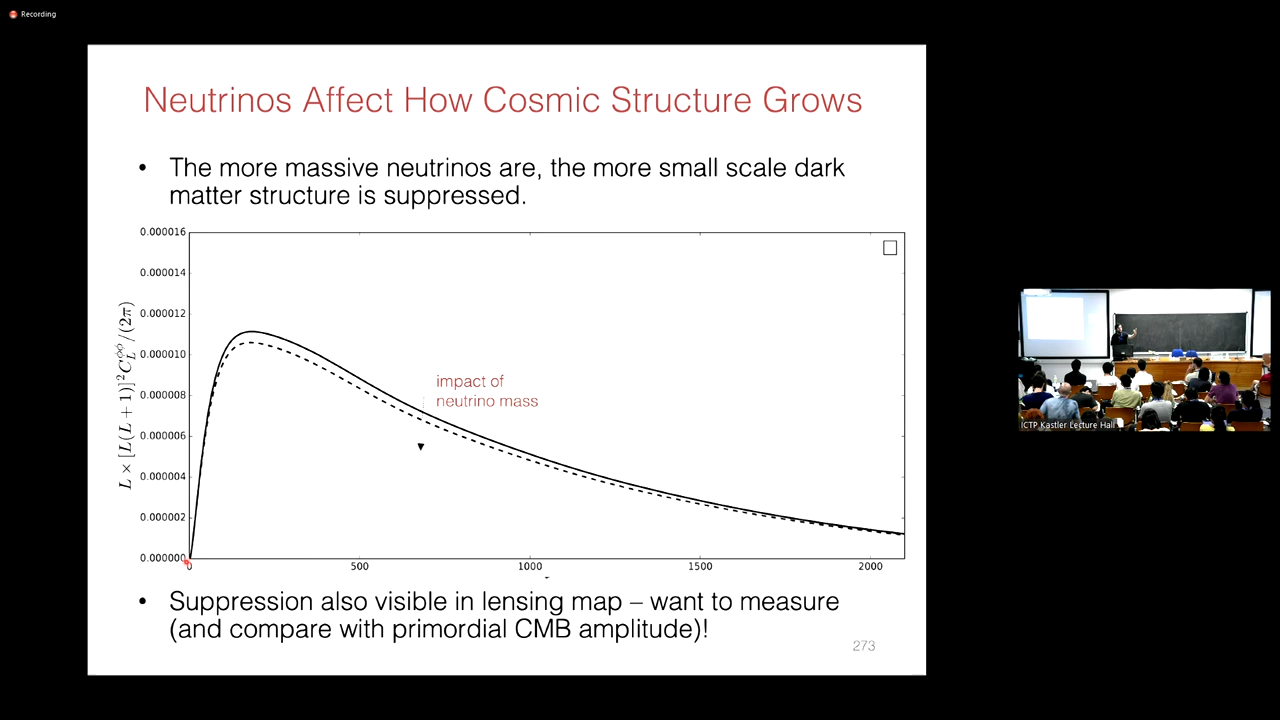 Recording
Neutrinos Affect How Cosmic Structure Grows
• The more massive neutrinos are, the more small scale dark
matter structure is suppressed.
0.000016
0.000014
0.000012
0.000010
0.000008
0.000006
0.000004
0.000002
0.000000
L × [L(L + 1)]² C_L^{ϕϕ}/(2π)
impact of
neutrino mass
0 500 1000 1500 2000
• Suppression also visible in lensing map – want to measure
(and compare with primordial CMB amplitude)!
273
ICTP Kastler Lecture Hall